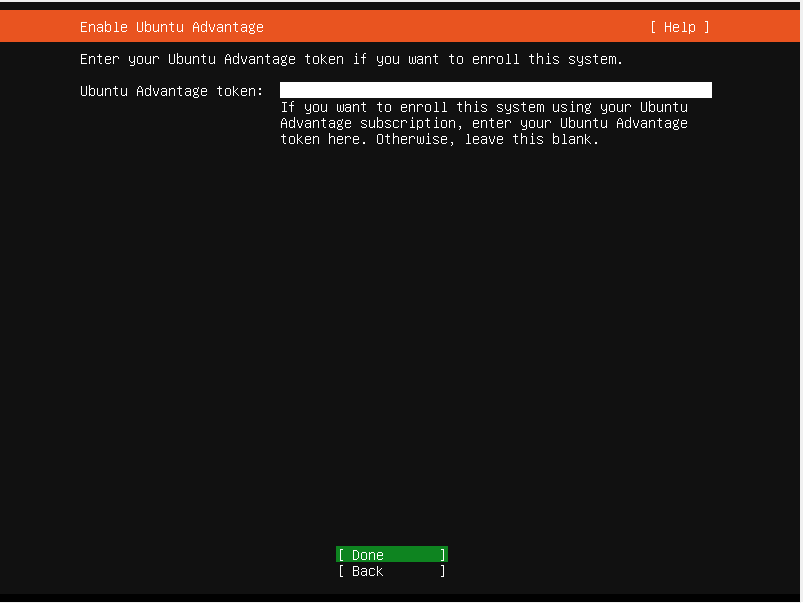 Enable Ubuntu Advantage [ Help ]
Enter your Ubuntu Advantage token if you want to enroll this system.
Ubuntu Advantage token:
If you want to enroll this system using your Ubuntu
Advantage subscription, enter your Ubuntu Advantage
token here. Otherwise, leave this blank.
[ Done ]
[ Back ]